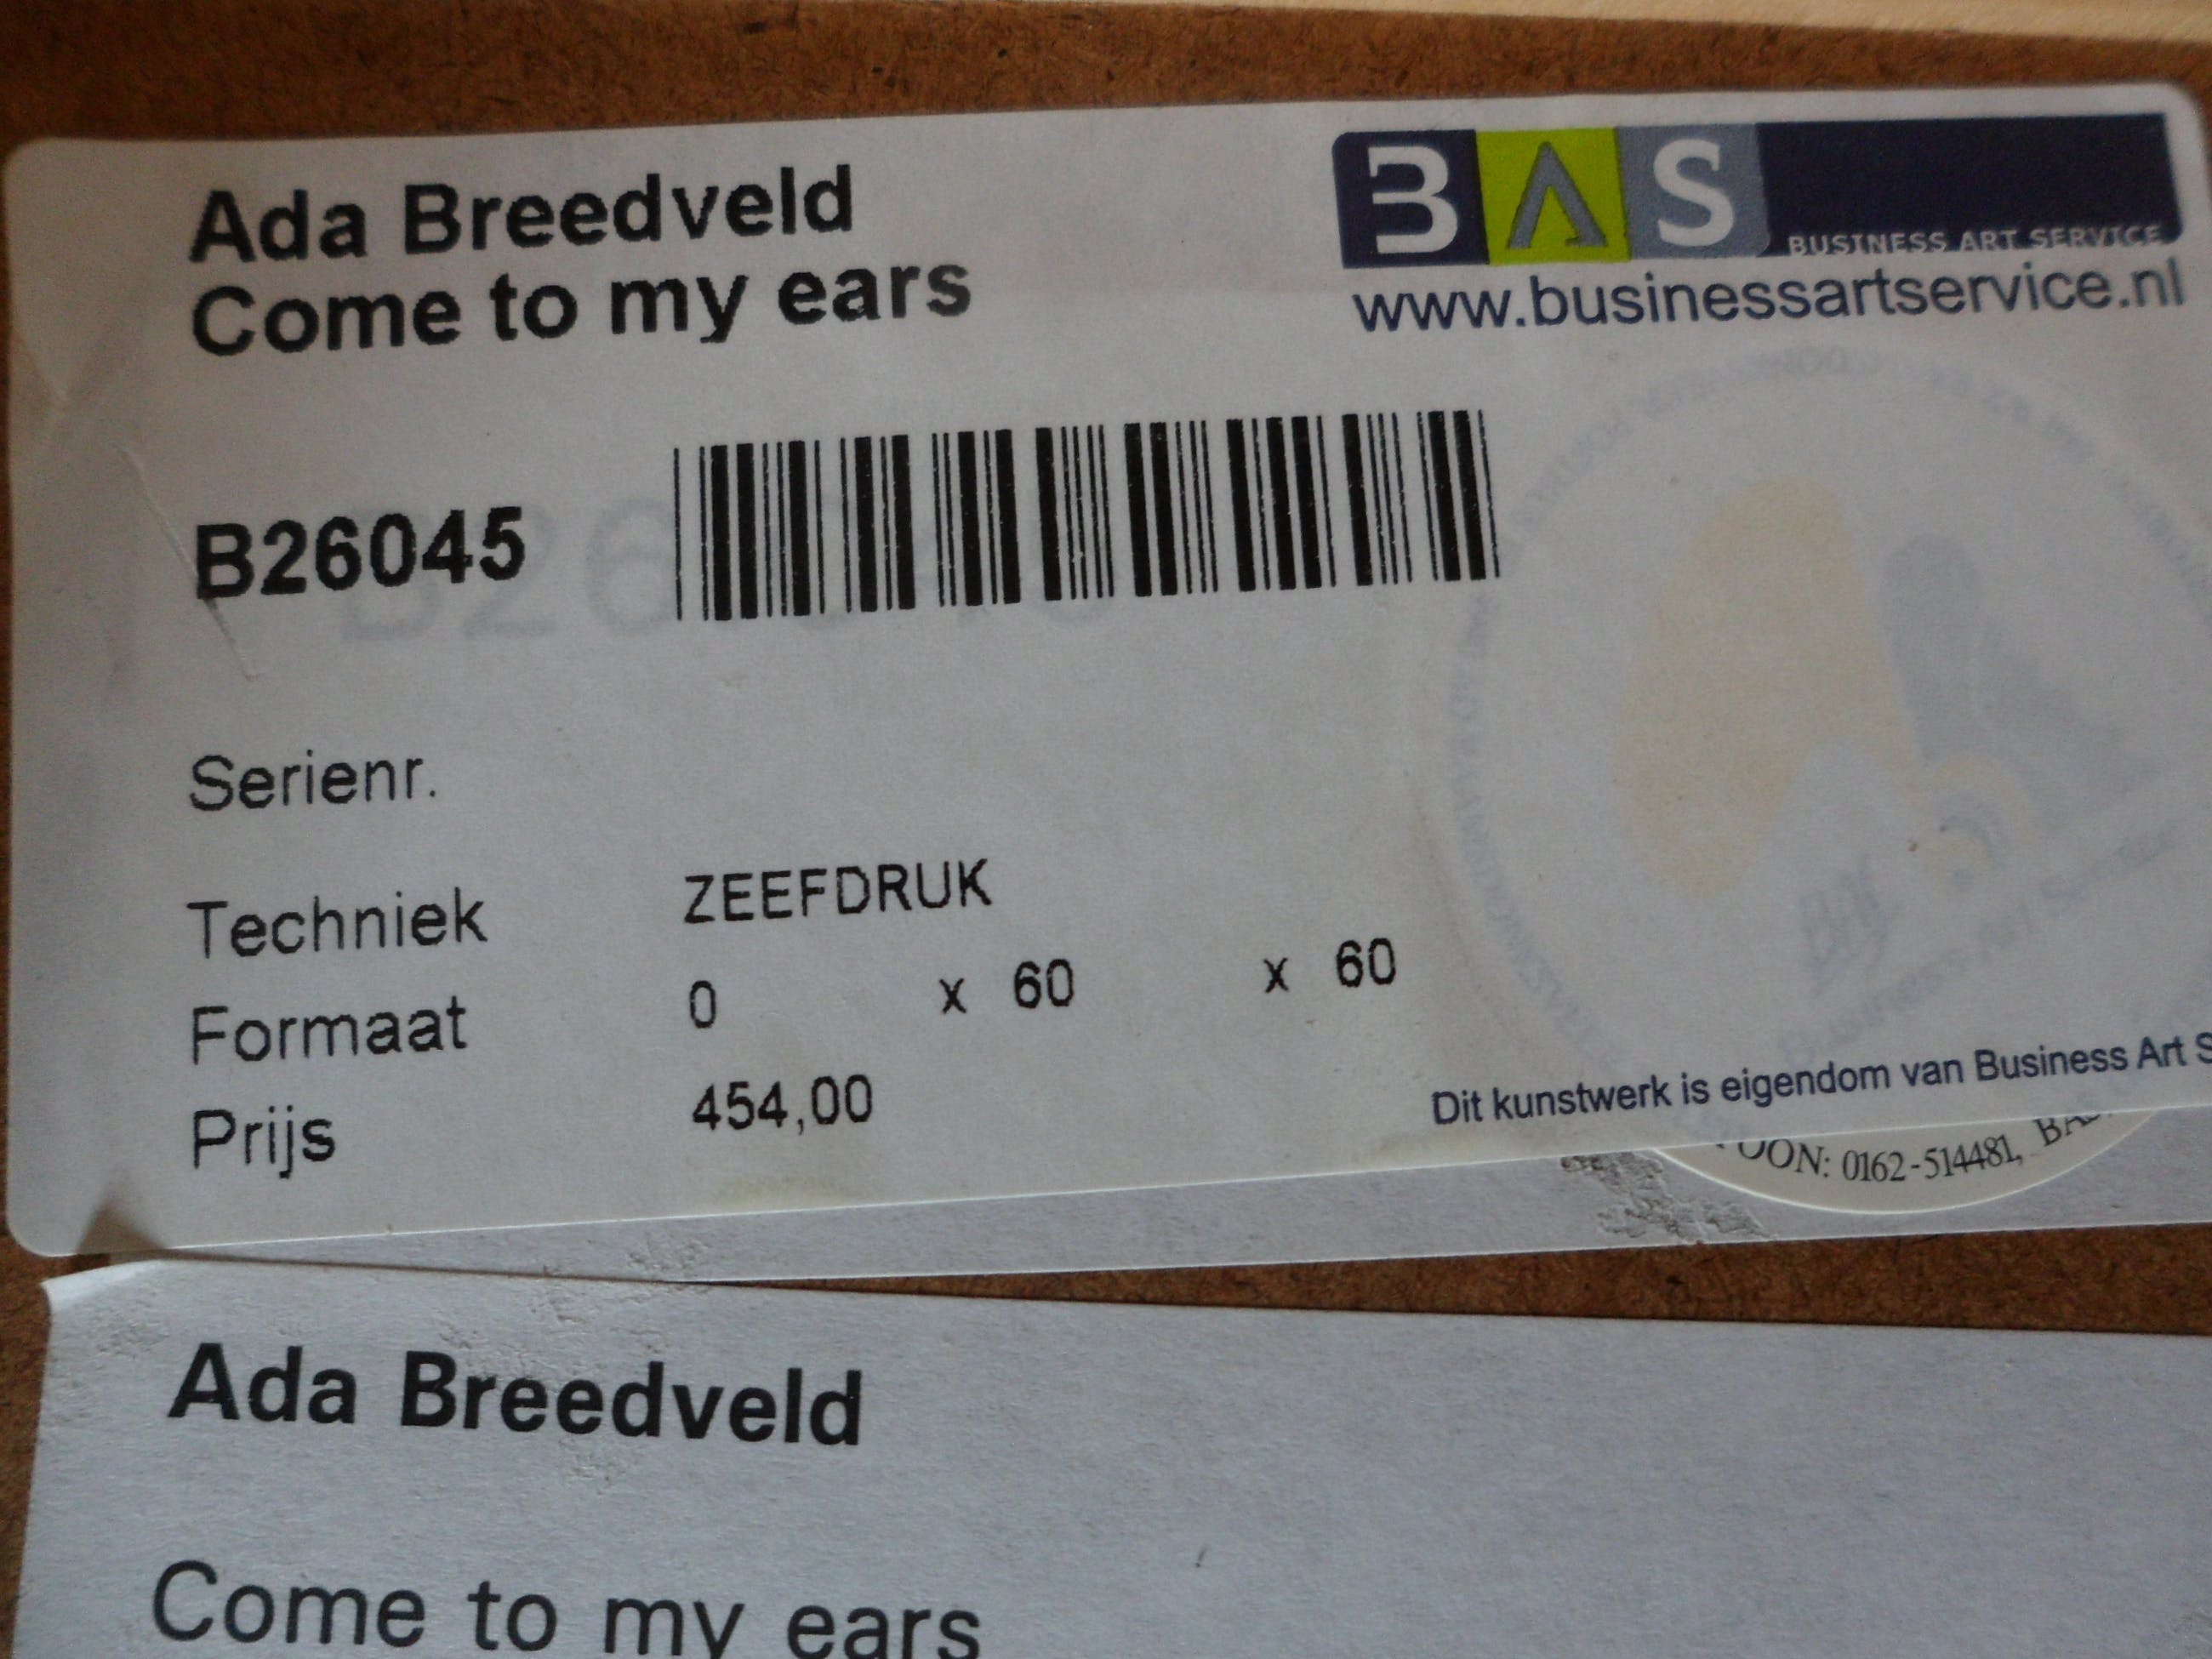 Ada Breedveld
Come to my ears
BAS
BUSINESS ART SERVICE
www.businessartservice.nl
B26045
Serienr.
Techniek ZEEFDRUK
Formaat 0 x 60 x 60
Prijs 454,00
Dit kunstwerk is eigendom van Business Art S
OON: 0162-514481,
Ada Breedveld
Come to my ears